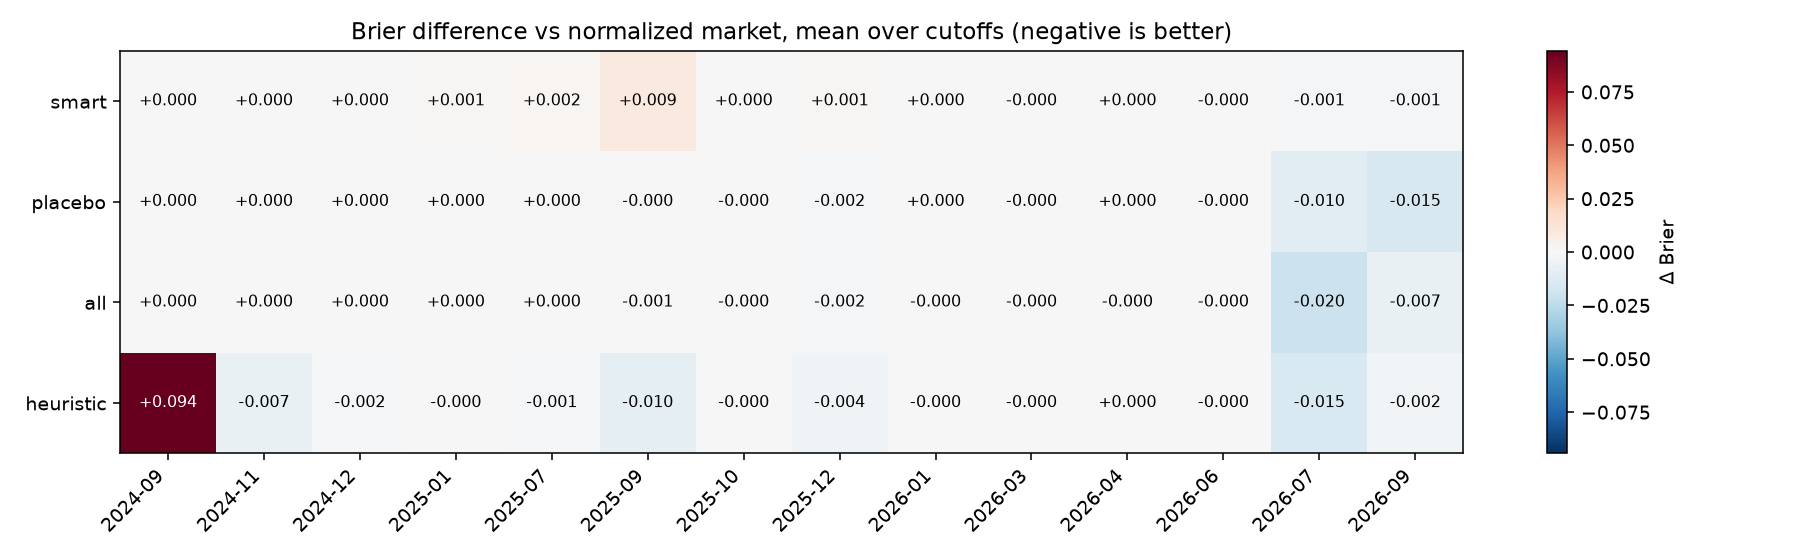 Brier difference vs normalized market, mean over cutoffs (negative is better)
smart +0.000 +0.000 +0.000 +0.001 +0.002 +0.009 +0.000 +0.001 +0.000 -0.000 +0.000 -0.000 -0.001 -0.001
placebo +0.000 +0.000 +0.000 +0.000 +0.000 -0.000 -0.000 -0.002 +0.000 -0.000 +0.000 -0.000 -0.010 -0.015
all +0.000 +0.000 +0.000 +0.000 +0.000 -0.001 -0.000 -0.002 -0.000 -0.000 -0.000 -0.000 -0.020 -0.007
heuristic +0.094 -0.007 -0.002 -0.000 -0.001 -0.010 -0.000 -0.004 -0.000 -0.000 +0.000 -0.000 -0.015 -0.002
2024-09 2024-11 2024-12 2025-01 2025-07 2025-09 2025-10 2025-12 2026-01 2026-03 2026-04 2026-06 2026-07 2026-09
0.075
0.050
0.025
0.000
−0.025
−0.050
−0.075
Δ Brier